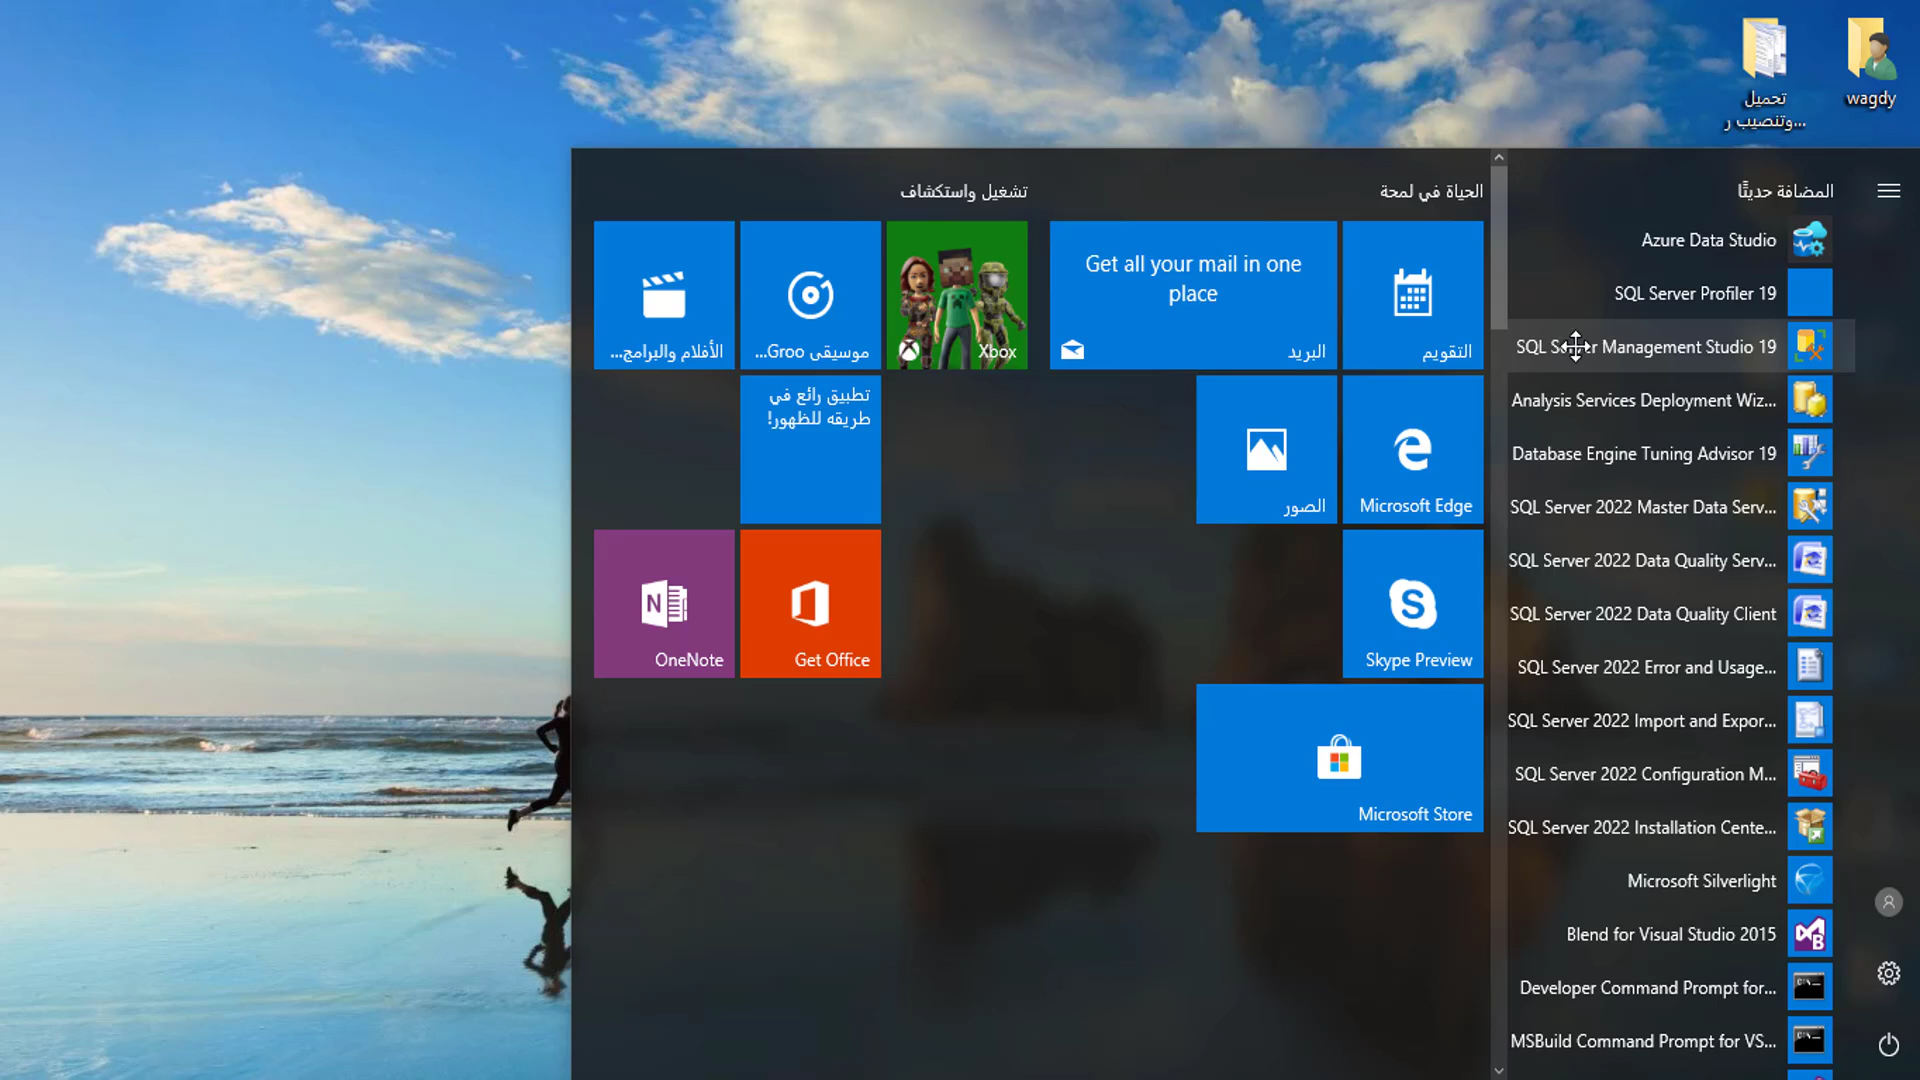 تحميل
وتنصيب ر...
wagdy
المضافة حديثًا
Azure Data Studio
SQL Server Profiler 19
SQL Server Management Studio 19
Analysis Services Deployment Wiz...
Database Engine Tuning Advisor 19
SQL Server 2022 Master Data Serv...
SQL Server 2022 Data Quality Serv...
SQL Server 2022 Data Quality Client
SQL Server 2022 Error and Usage...
SQL Server 2022 Import and Expor...
SQL Server 2022 Configuration M...
SQL Server 2022 Installation Cente...
Microsoft Silverlight
Blend for Visual Studio 2015
Developer Command Prompt for...
MSBuild Command Prompt for VS...
الحياة في لمحة
التقويم
Get all your mail in one
place
البريد
Microsoft Edge
الصور
Skype Preview
Microsoft Store
تشغيل واستكشاف
Xbox
موسيقى Groo...
الأفلام والبرامج...
تطبيق رائع في
طريقه للظهور!
Get Office
OneNote